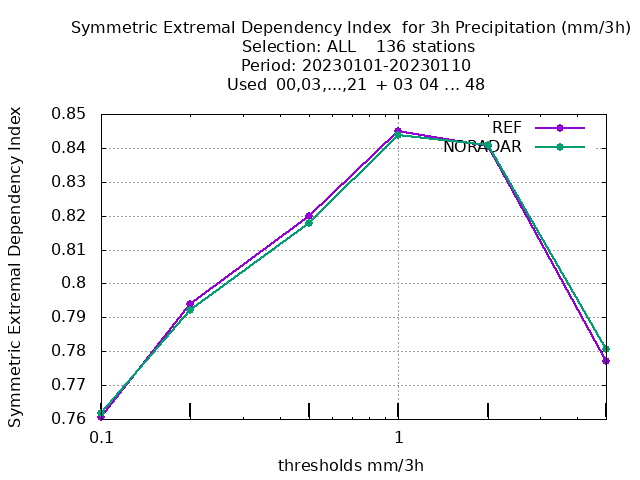 Symmetric Extremal Dependency Index for 3h Precipitation (mm/3h)
Selection: ALL 136 stations
Period: 20230101-20230110
Used 00,03,...,21 + 03 04 ... 48
Symmetric Extremal Dependency Index
0.85
0.84
0.83
0.82
0.81
0.8
0.79
0.78
0.77
0.76
REF
NORADAR
0.1
1
thresholds mm/3h